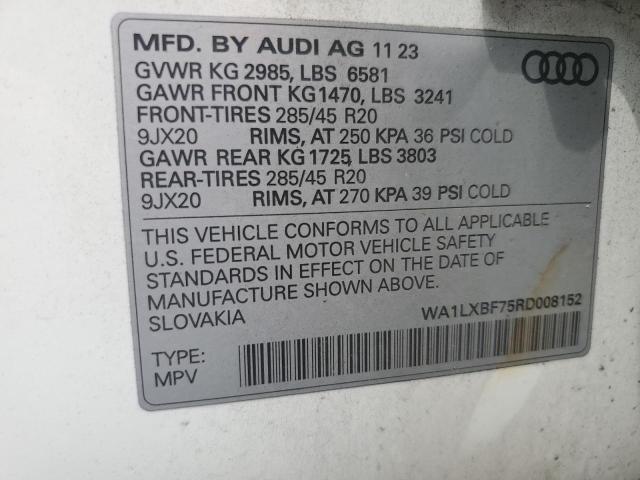 MFD. BY AUDI AG 11 23
GVWR KG 2985, LBS 6581
GAWR FRONT KG1470, LBS 3241
FRONT-TIRES 285/45 R20
9JX20 RIMS, AT 250 KPA 36 PSI COLD
GAWR REAR KG1725, LBS 3803
REAR-TIRES 285/45 R20
9JX20 RIMS, AT 270 KPA 39 PSI COLD
THIS VEHICLE CONFORMS TO ALL APPLICABLE
U.S. FEDERAL MOTOR VEHICLE SAFETY
STANDARDS IN EFFECT ON THE DATE OF
MANUFACTURE SHOWN ABOVE.
SLOVAKIA
WA1LXBF75RD008152
TYPE:
MPV